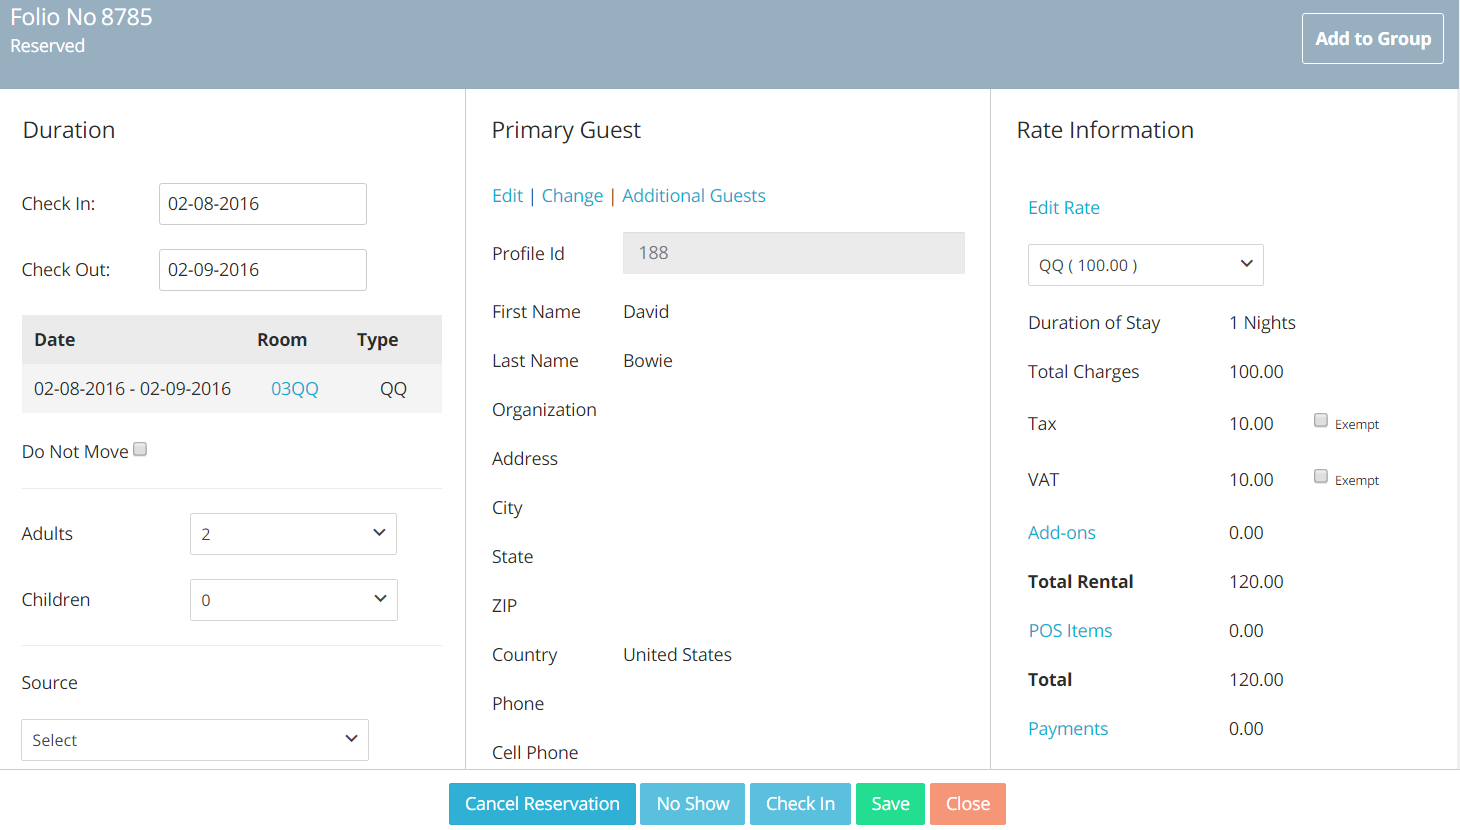 Folio No 8785
Reserved
Add to Group
Duration
Check In: 02-08-2016
Check Out: 02-09-2016
Date Room Type
02-08-2016 - 02-09-2016 03QQ QQ
Do Not Move
Adults 2
Children 0
Source
Select
Primary Guest
Edit | Change | Additional Guests
Profile Id 188
First Name David
Last Name Bowie
Organization
Address
City
State
ZIP
Country United States
Phone
Cell Phone
Rate Information
Edit Rate
QQ ( 100.00 )
Duration of Stay 1 Nights
Total Charges 100.00
Tax 10.00 Exempt
VAT 10.00 Exempt
Add-ons 0.00
Total Rental 120.00
POS Items 0.00
Total 120.00
Payments 0.00
Cancel Reservation No Show Check In Save Close